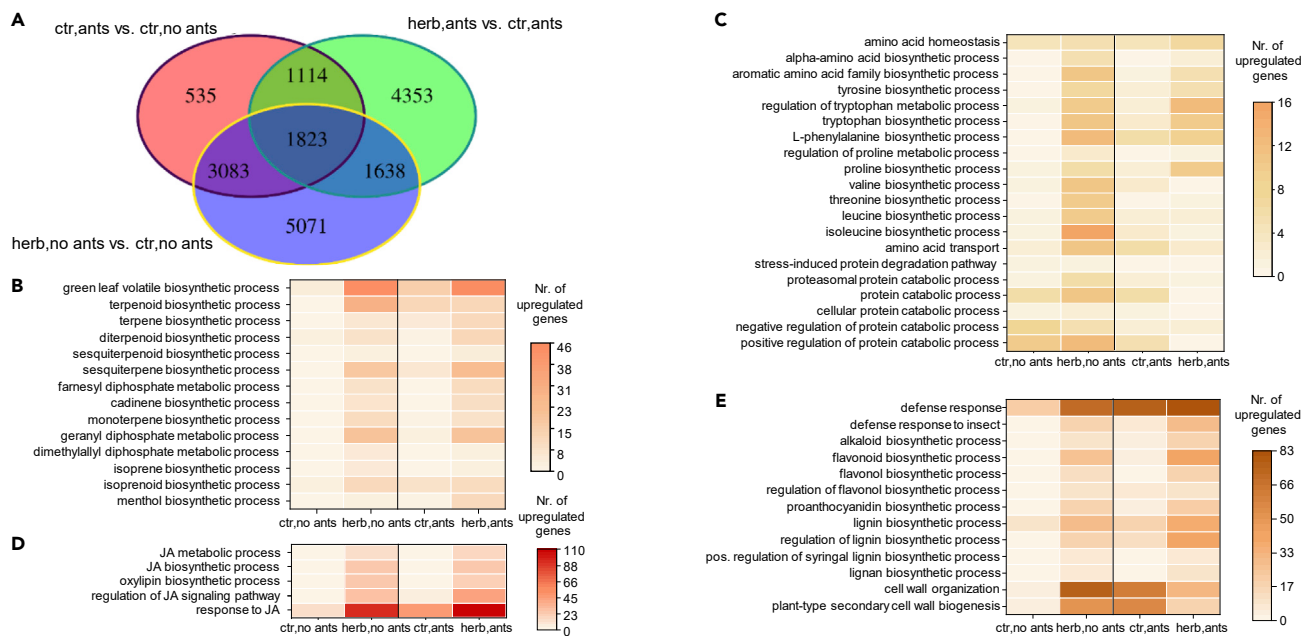 A
ctr,ants vs. ctr,no ants
herb,ants vs. ctr,ants
535
1114
4353
1823
3083
1638
5071
herb,no ants vs. ctr,no ants
B
green leaf volatile biosynthetic process
terpenoid biosynthetic process
terpene biosynthetic process
diterpenoid biosynthetic process
sesquiterpenoid biosynthetic process
sesquiterpene biosynthetic process
farnesyl diphosphate metabolic process
cadinene biosynthetic process
monoterpene biosynthetic process
geranyl diphosphate metabolic process
dimethylallyl diphosphate metabolic process
isoprene biosynthetic process
isoprenoid biosynthetic process
menthol biosynthetic process
ctr,no ants herb,no ants ctr,ants herb,ants
Nr. of
upregulated
genes
46
38
31
23
15
8
0
D
JA metabolic process
JA biosynthetic process
oxylipin biosynthetic process
regulation of JA signaling pathway
response to JA
ctr,no ants herb,no ants ctr,ants herb,ants
Nr. of
upregulated
genes
110
88
66
45
23
0
C
amino acid homeostasis
alpha-amino acid biosynthetic process
aromatic amino acid family biosynthetic process
tyrosine biosynthetic process
regulation of tryptophan metabolic process
tryptophan biosynthetic process
L-phenylalanine biosynthetic process
regulation of proline metabolic process
proline biosynthetic process
valine biosynthetic process
threonine biosynthetic process
leucine biosynthetic process
isoleucine biosynthetic process
amino acid transport
stress-induced protein degradation pathway
proteasomal protein catabolic process
protein catabolic process
cellular protein catabolic process
negative regulation of protein catabolic process
positive regulation of protein catabolic process
ctr,no ants herb,no ants ctr,ants herb,ants
Nr. of
upregulated
genes
16
12
8
4
0
E
defense response
defense response to insect
alkaloid biosynthetic process
flavonoid biosynthetic process
flavonol biosynthetic process
regulation of flavonol biosynthetic process
proanthocyanidin biosynthetic process
lignin biosynthetic process
regulation of lignin biosynthetic process
pos. regulation of syringal lignin biosynthetic process
lignan biosynthetic process
cell wall organization
plant-type secondary cell wall biogenesis
ctr,no ants herb,no ants ctr,ants herb,ants
Nr. of
upregulated
genes
83
66
50
33
17
0